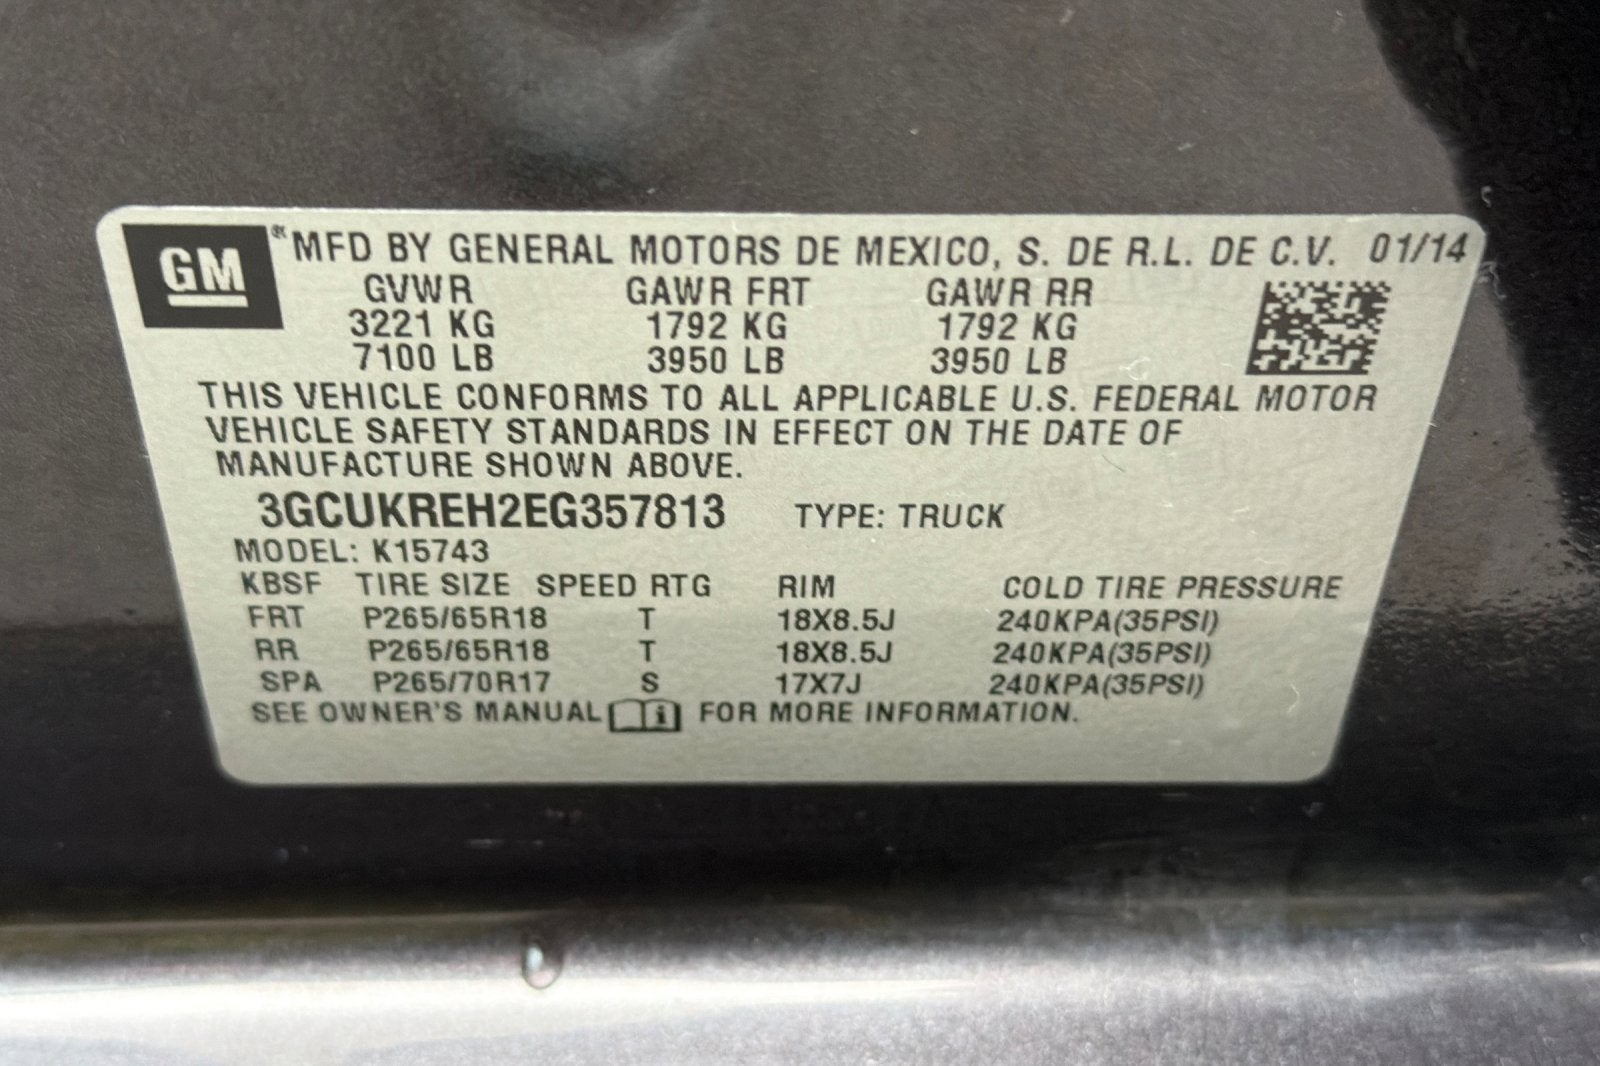 GM ® MFD BY GENERAL MOTORS DE MEXICO, S. DE R.L. DE C.V. 01/14
GVWR GAWR FRT GAWR RR
3221 KG 1792 KG 1792 KG
7100 LB 3950 LB 3950 LB
THIS VEHICLE CONFORMS TO ALL APPLICABLE U.S. FEDERAL MOTOR
VEHICLE SAFETY STANDARDS IN EFFECT ON THE DATE OF
MANUFACTURE SHOWN ABOVE.
3GCUKREH2EG357813 TYPE: TRUCK
MODEL: K15743
KBSF TIRE SIZE SPEED RTG RIM COLD TIRE PRESSURE
FRT P265/65R18 T 18X8.5J 240KPA(35PSI)
RR P265/65R18 T 18X8.5J 240KPA(35PSI)
SPA P265/70R17 S 17X7J 240KPA(35PSI)
SEE OWNER'S MANUAL i FOR MORE INFORMATION.